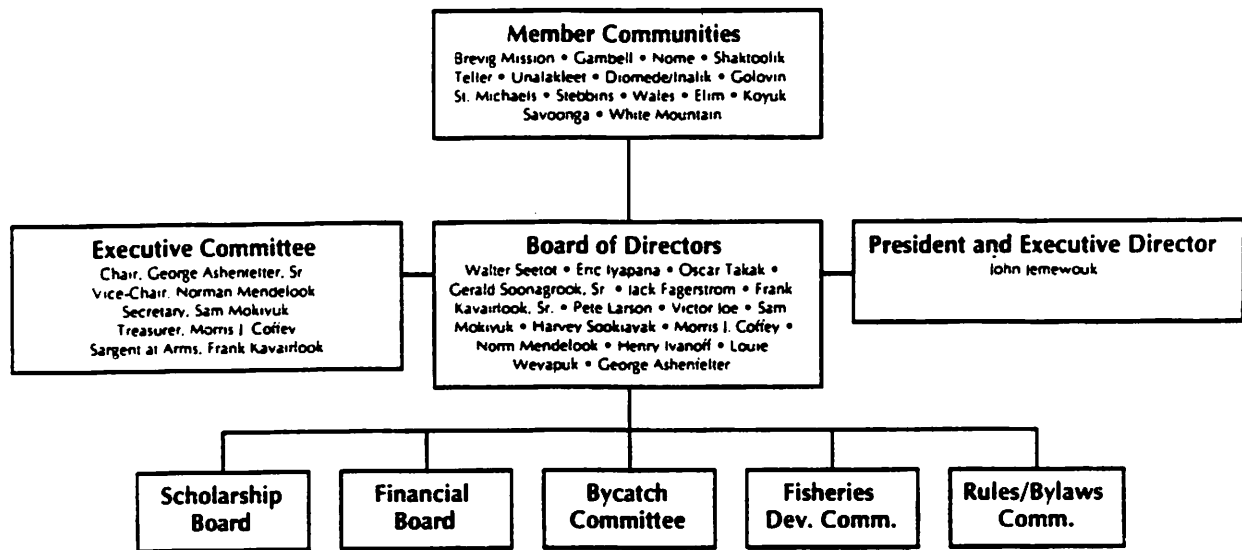 Member Communities
Brevig Mission • Gambell • Nome • Shaktoolik
Teller • Unalakleet • Diomede/Inalik • Golovin
St. Michaels • Stebbins • Wales • Elim • Koyuk
Savoonga • White Mountain
Executive Committee
Chair, George Ashenfelter, Sr
Vice-Chair, Norman Mendelook
Secretary, Sam Mokiyuk
Treasurer, Morris J. Coffey
Sargent at Arms, Frank Kavairlook
Board of Directors
Walter Seetot • Eric Iyapana • Oscar Takak •
Gerald Soonagrook, Sr • Jack Fagerstrom • Frank
Kavairlook, Sr. • Pete Larson • Victor Joe • Sam
Mokiyuk • Harvey Sookiayak • Morris J. Coffey •
Norm Mendelook • Henry Ivanoff • Louie
Weyapuk • George Ashenfelter
President and Executive Director
John Jemewouk
Scholarship
Board
Financial
Board
Bycatch
Committee
Fisheries
Dev. Comm.
Rules/Bylaws
Comm.